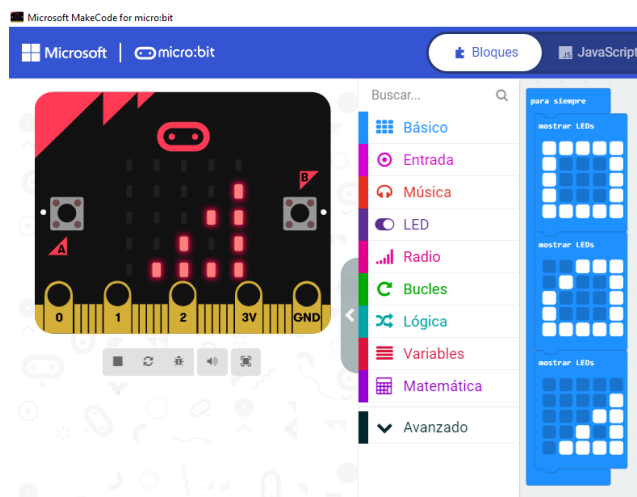 Microsoft MakeCode for micro:bit
Microsoft
micro:bit
Bloques
JS
JavaScript
Buscar...
para siempre
Básico
mostrar LEDs
Entrada
Música
LED
Radio
mostrar LEDs
Bucles
Lógica
Variables
mostrar LEDs
Matemática
Avanzado
B
A
0
1
2
3V
GND